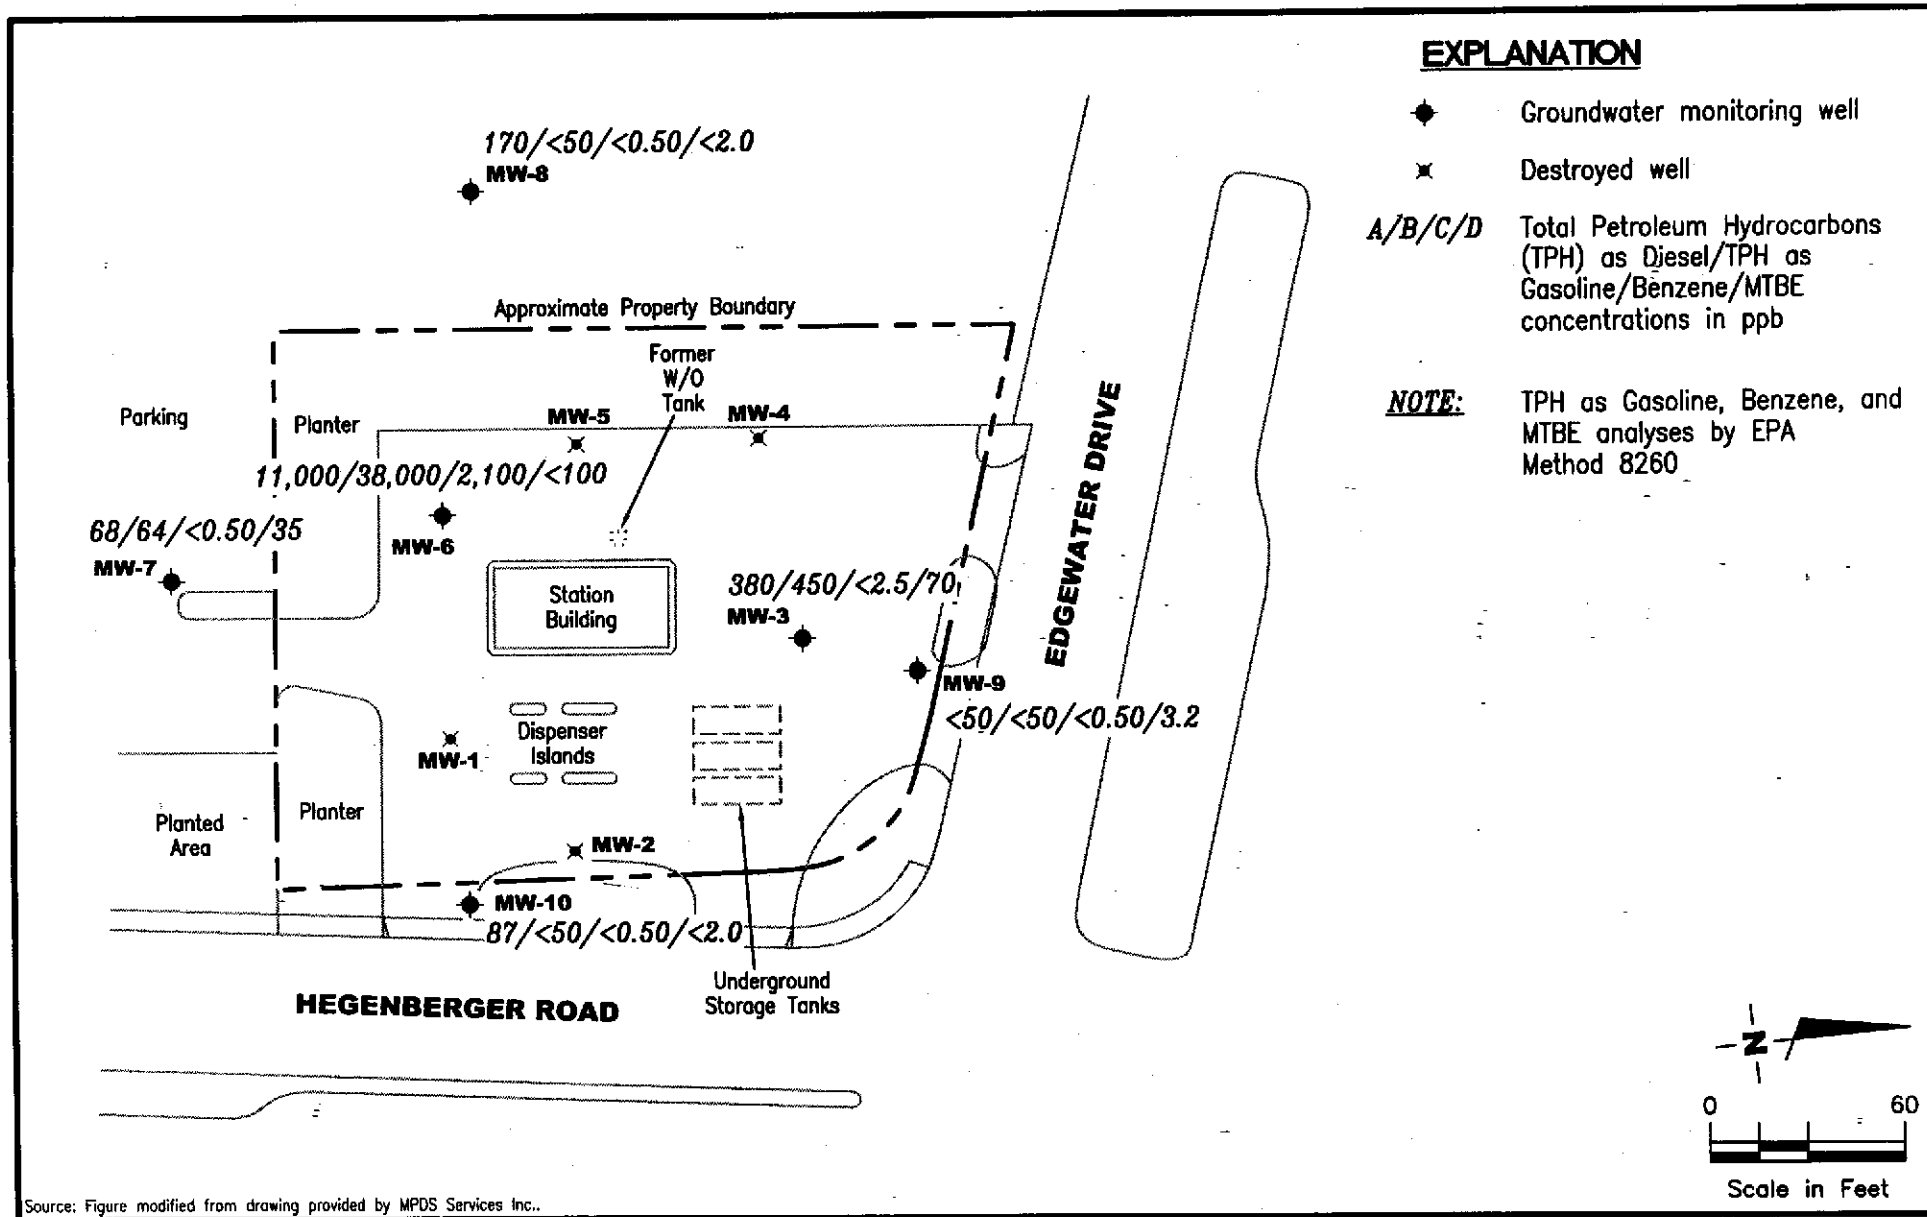 EXPLANATION
Groundwater monitoring well
Destroyed well
A/B/C/D Total Petroleum Hydrocarbons
(TPH) as Diesel/TPH as
Gasoline/Benzene/MTBE
concentrations in ppb
NOTE: TPH as Gasoline, Benzene, and
MTBE analyses by EPA
Method 8260
170/<50/<0.50/<2.0
MW-8
Approximate Property Boundary
Former
W/O
Tank
Parking
Planter
MW-5
MW-4
11,000/38,000/2,100/<100
MW-6
68/64/<0.50/35
MW-7
Station
Building
380/450/<2.5/70
MW-3
EDGEWATER DRIVE
MW-9
<50/<50/<0.50/3.2
Dispenser
Islands
MW-1
Planted
Area
Planter
MW-2
MW-10
87/<50/<0.50/<2.0
Underground
Storage Tanks
HEGENBERGER ROAD
N
0 60
Scale in Feet
Source: Figure modified from drawing provided by MPDS Services Inc..